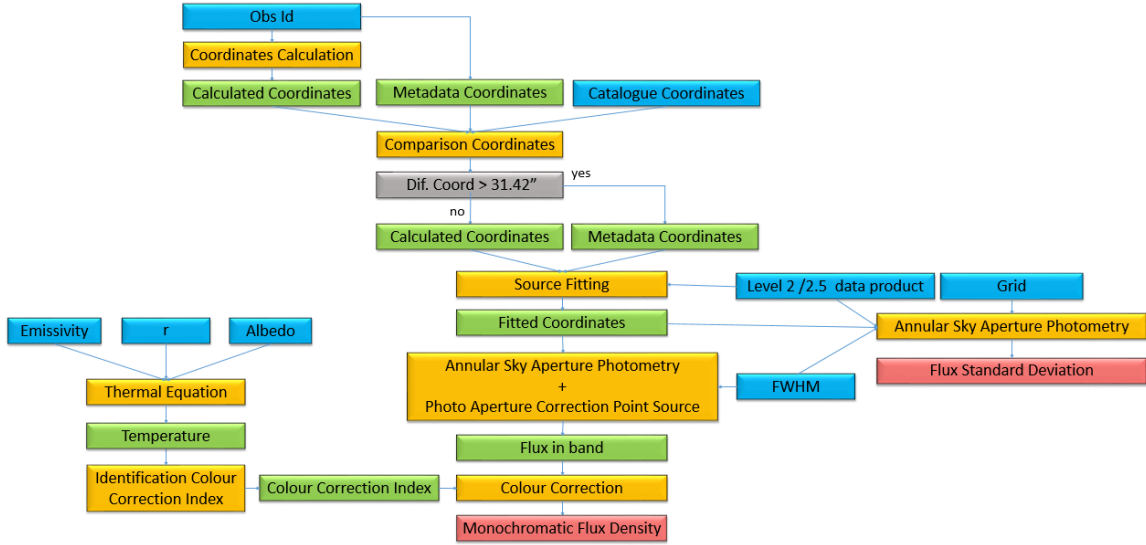 Obs Id
Coordinates Calculation
Calculated Coordinates
Metadata Coordinates
Catalogue Coordinates
Comparison Coordinates
Dif. Coord > 31.42”
yes
no
Calculated Coordinates
Metadata Coordinates
Source Fitting
Level 2 /2.5  data product
Grid
Fitted Coordinates
Annular Sky Aperture Photometry
Emissivity
r
Albedo
Annular Sky Aperture Photometry
+
Photo Aperture Correction Point Source
FWHM
Flux Standard Deviation
Thermal Equation
Temperature
Flux in band
Identification Colour
Correction Index
Colour Correction Index
Colour Correction
Monochromatic Flux Density